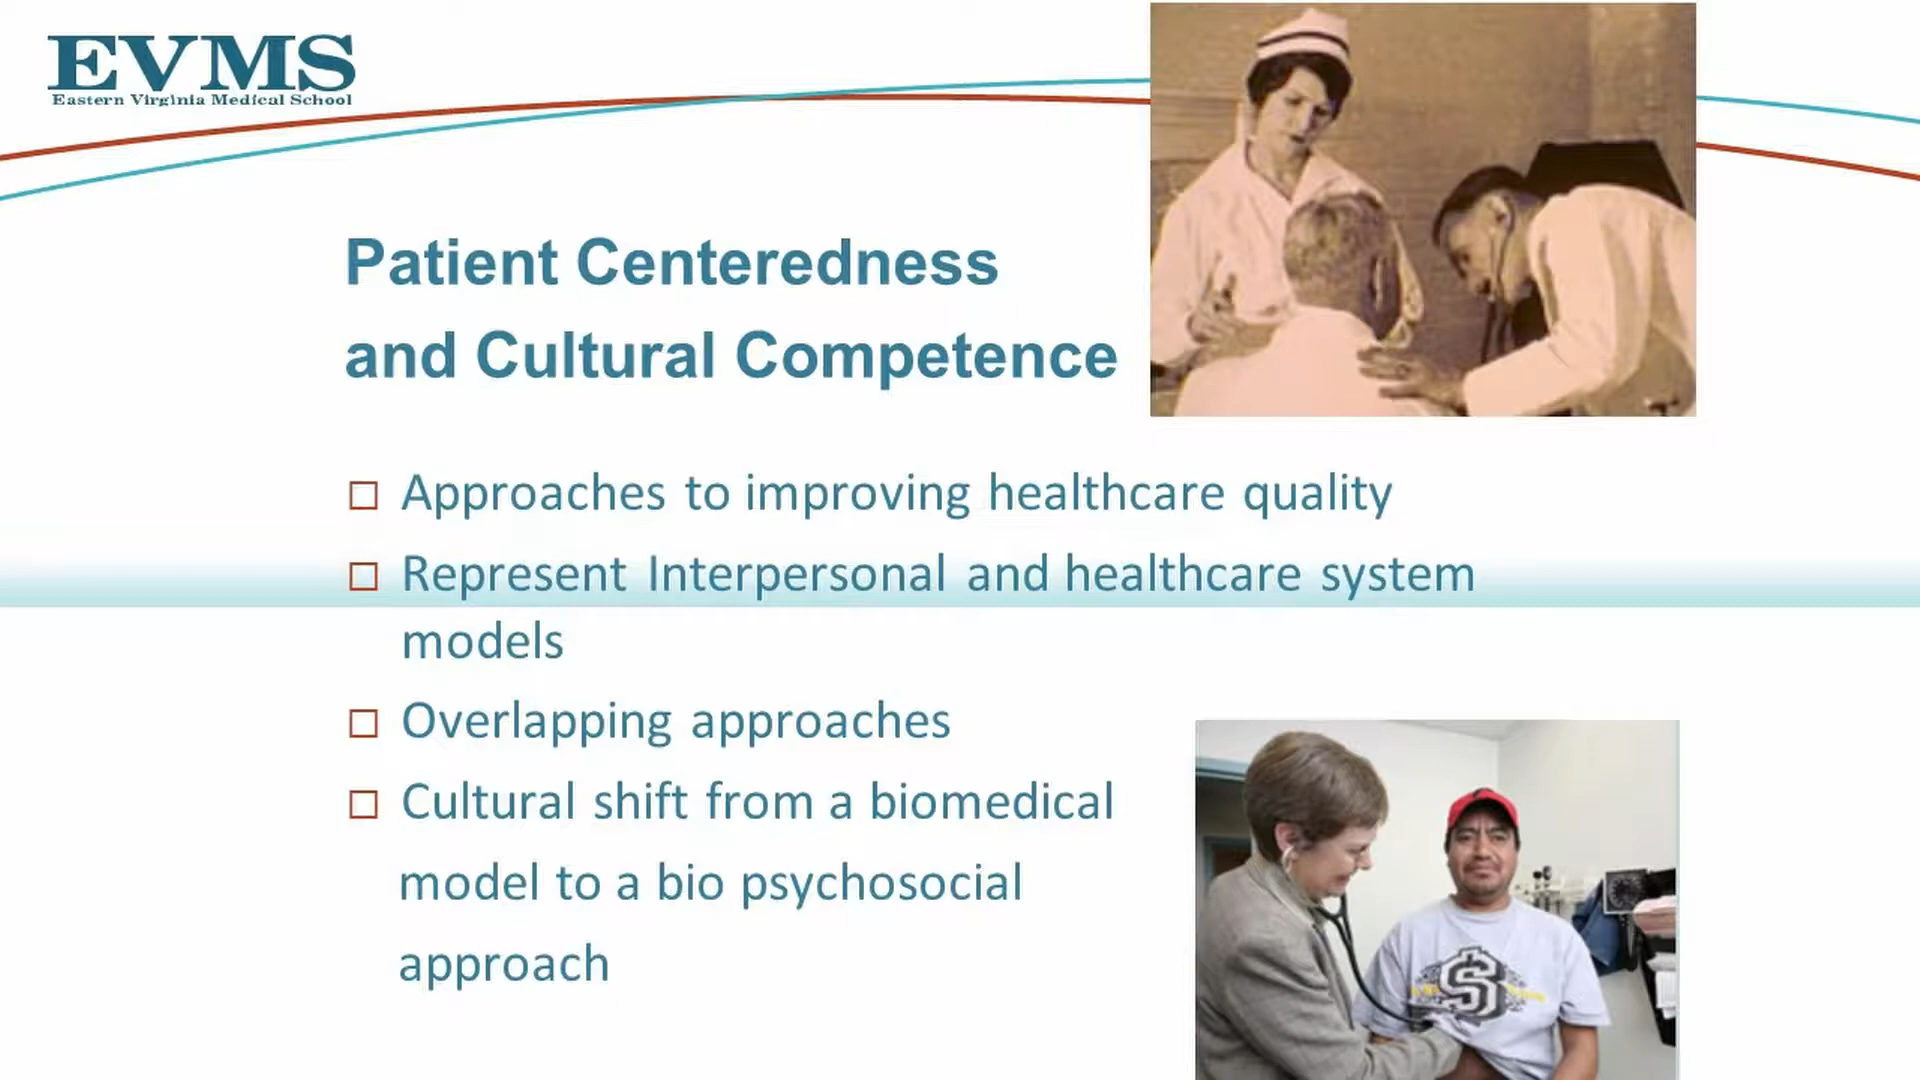 EVMS
Eastern Virginia Medical School
Patient Centeredness
and Cultural Competence
Approaches to improving healthcare quality
Represent Interpersonal and healthcare system
models
Overlapping approaches
Cultural shift from a biomedical
model to a bio psychosocial
approach